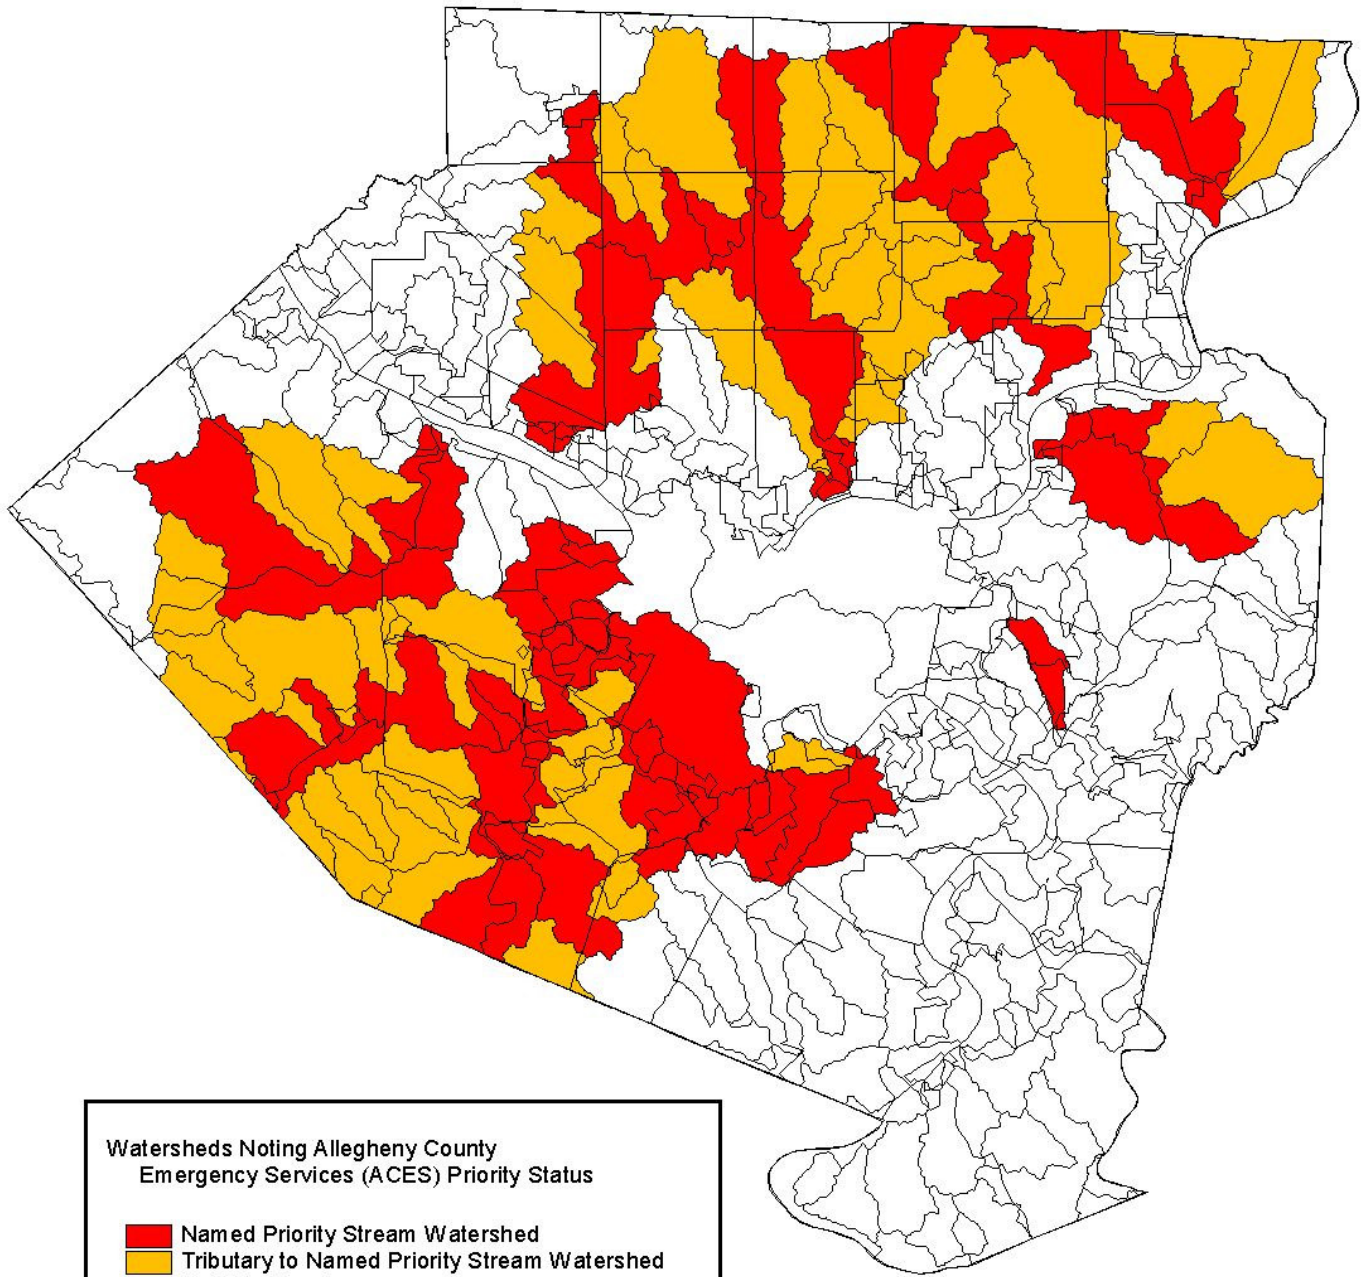 Watersheds Noting Allegheny County
Emergency Services (ACES) Priority Status
Named Priority Stream Watershed
Tributary to Named Priority Stream Watershed